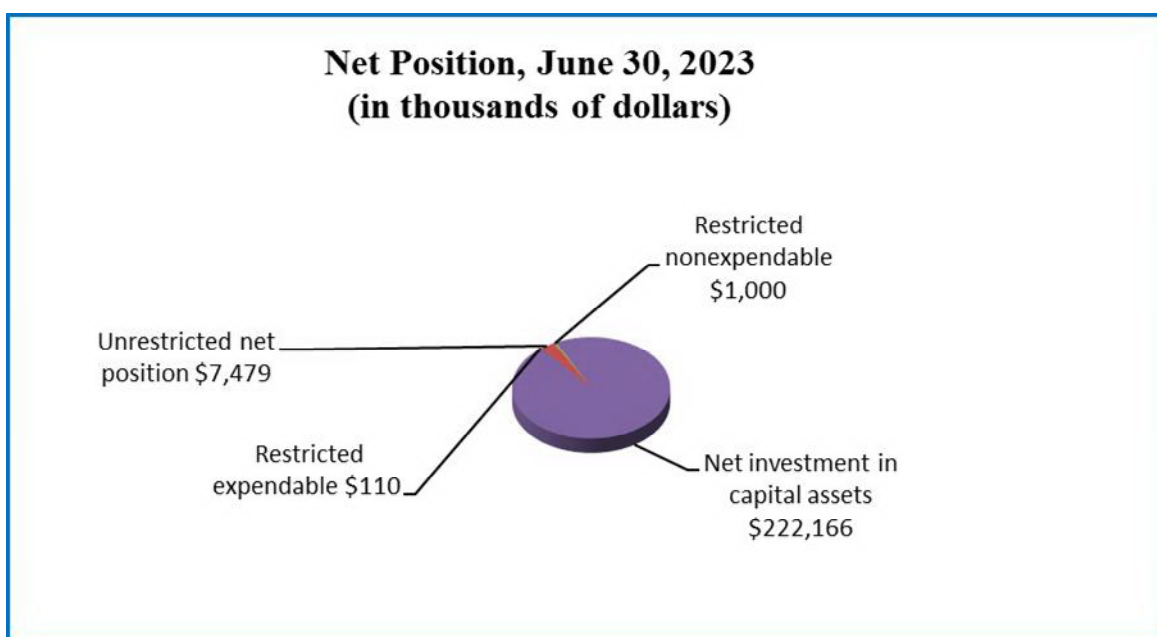 Net Position, June 30, 2023
(in thousands of dollars)
Restricted
nonexpendable
$1,000
Unrestricted net
position $7,479
Restricted
expendable $110
Net investment in
capital assets
$222,166